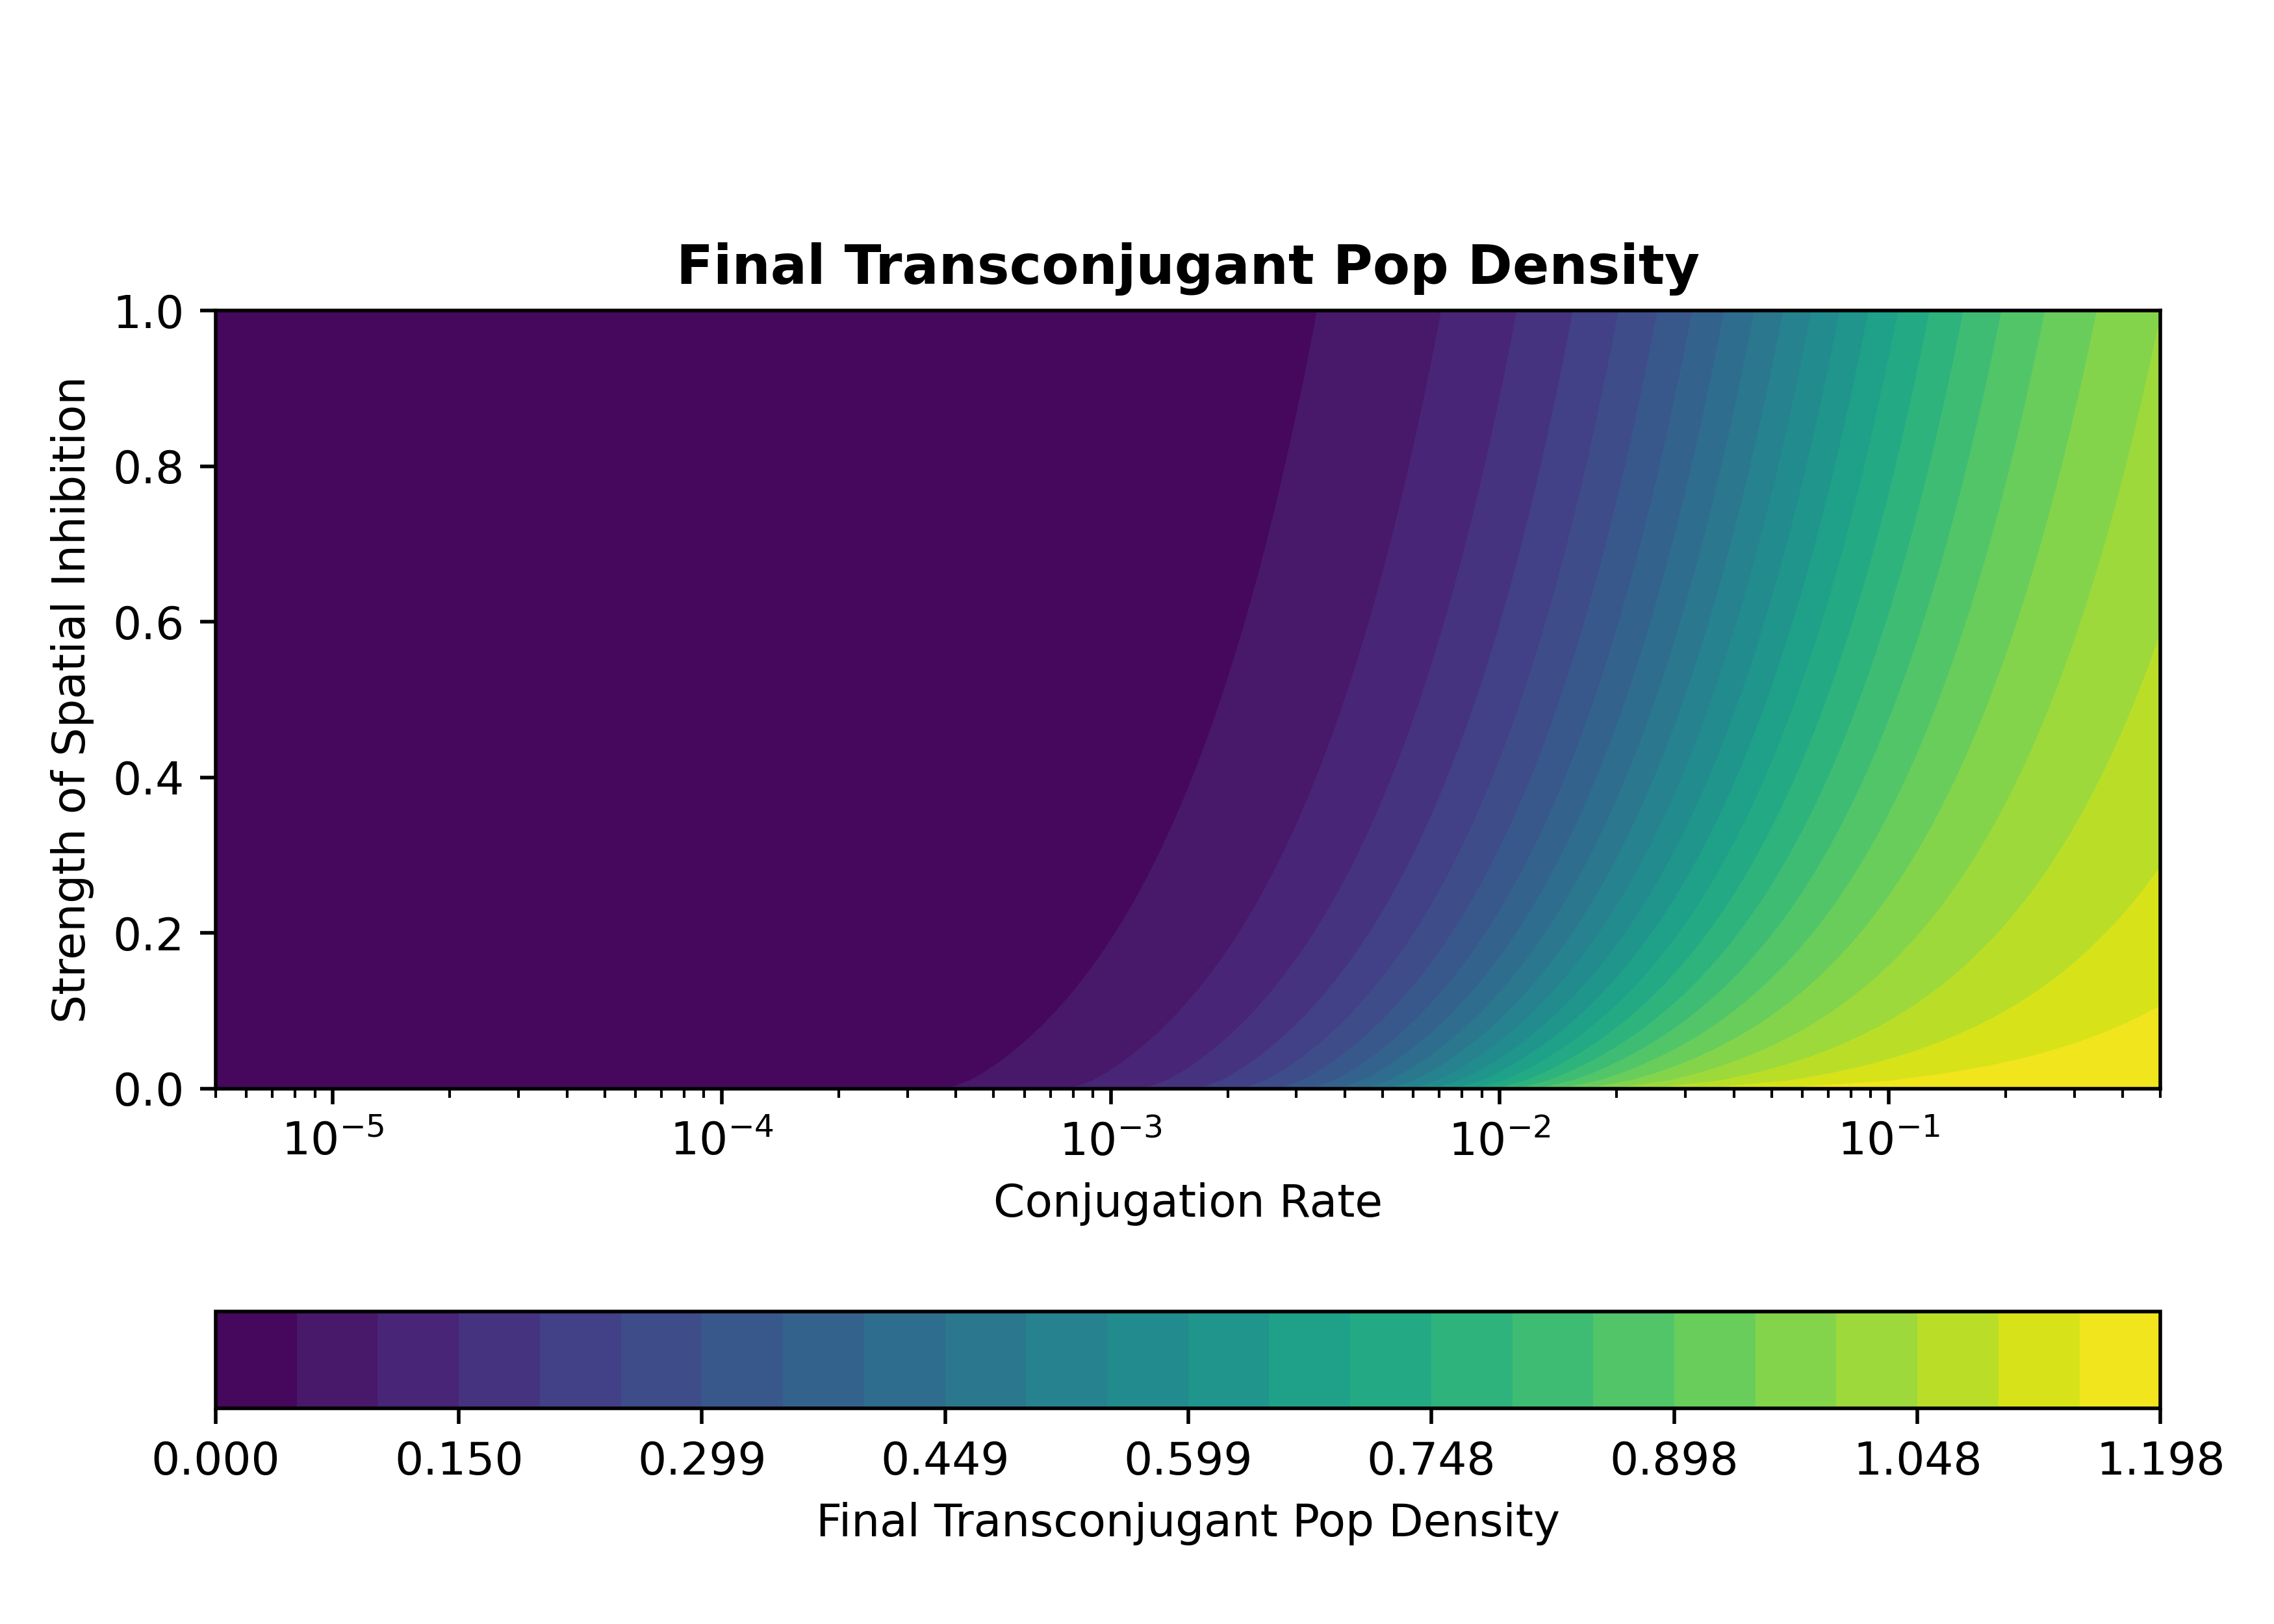 Final Transconjugant Pop Density
1.0
0.8
0.6
0.4
0.2
0.0
Strength of Spatial Inhibition
10⁻⁵ 10⁻⁴ 10⁻³ 10⁻² 10⁻¹
Conjugation Rate
0.000 0.150 0.299 0.449 0.599 0.748 0.898 1.048 1.198
Final Transconjugant Pop Density